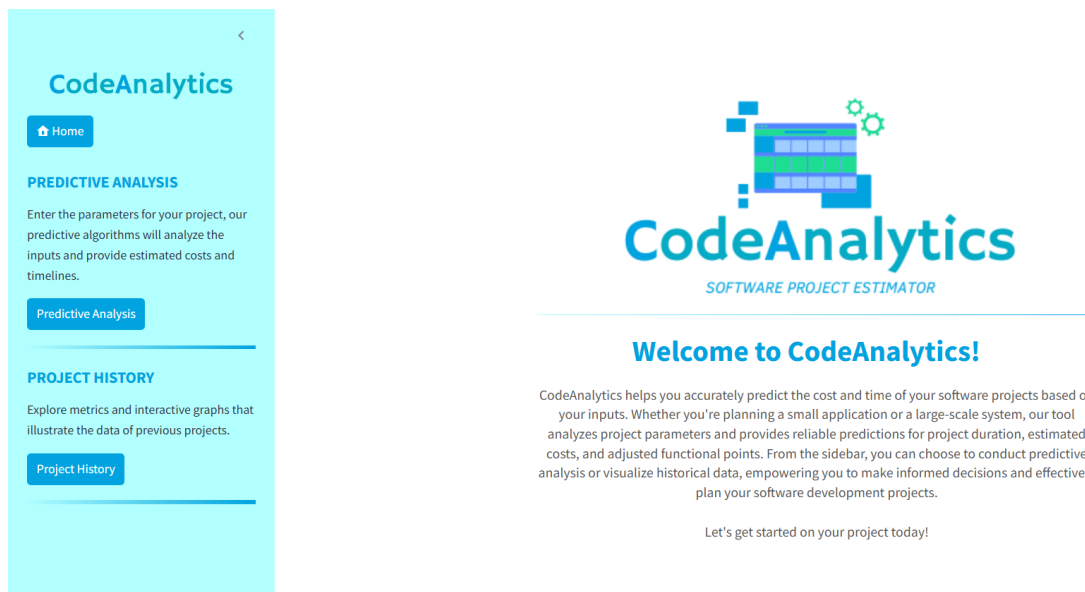 CodeAnalytics
Home
PREDICTIVE ANALYSIS
Enter the parameters for your project, our
predictive algorithms will analyze the
inputs and provide estimated costs and
timelines.
Predictive Analysis
PROJECT HISTORY
Explore metrics and interactive graphs that
illustrate the data of previous projects.
Project History
CodeAnalytics
SOFTWARE PROJECT ESTIMATOR
Welcome to CodeAnalytics!
CodeAnalytics helps you accurately predict the cost and time of your software projects based o
your inputs. Whether you're planning a small application or a large-scale system, our tool
analyzes project parameters and provides reliable predictions for project duration, estimated
costs, and adjusted functional points. From the sidebar, you can choose to conduct predictive
analysis or visualize historical data, empowering you to make informed decisions and effective
plan your software development projects.
Let's get started on your project today!